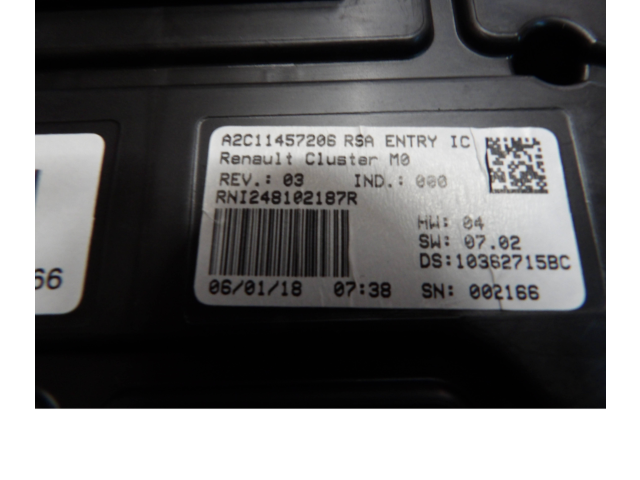 A2C11457206 RSA ENTRY IC
Renault Cluster M0
REV.: 03 IND.: 000
RNI248102187R
HW: 04
SW: 07.02
DS:10362715BC
06/01/18 07:38 SN: 002166
66